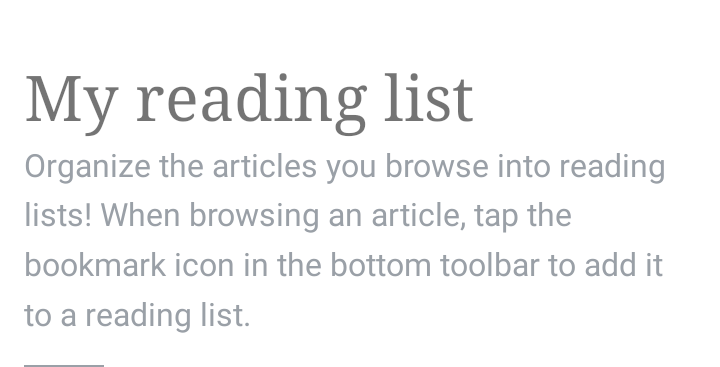 My reading list
Organize the articles you browse into reading
lists! When browsing an article, tap the
bookmark icon in the bottom toolbar to add it
to a reading list.